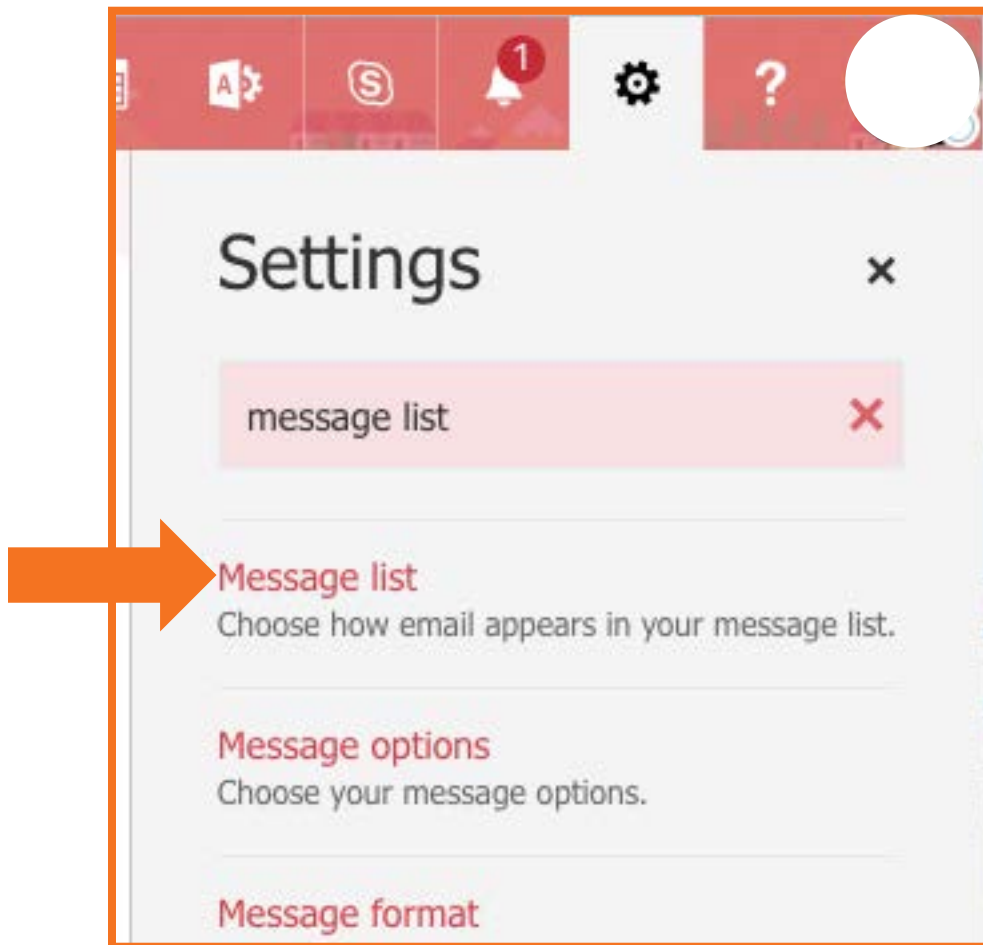 A
S
1
?
Settings
message list
Message list
Choose how email appears in your message list.
Message options
Choose your message options.
Message format